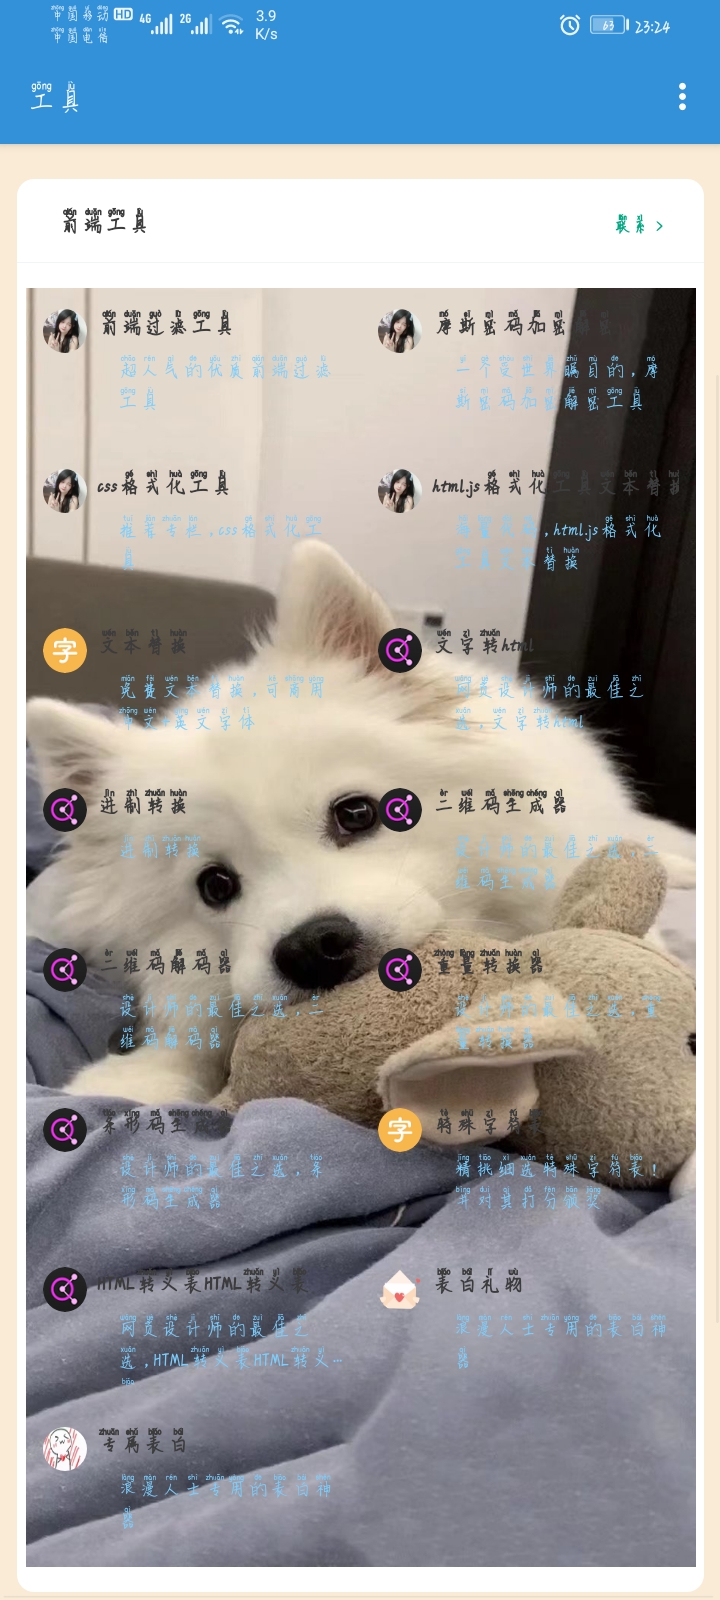 中国移动 HD 4G 2G 3.9
中国电信 K/s 63 23:24
工具
前端工具 联系 >
前端过滤工具
超人气的优质前端过滤
工具
摩斯密码加密
一个受世界瞩目的,摩
斯密码加密解密工具
css格式化工具
推荐专栏,css格式化工
具
html.js格式化工具文本替换
,html.js格式化
工具文本替换
字 文本替换
免费文本替换,可商用
中文+英文字体
文字转html
网页设计师的最佳之
选,文字转html
进制转换
进制转换
二维码生成器
设计师的最佳之选,二
维码生成器
二维码解码器
设计师的最佳之选,二
维码解码器
重量转换器
设计师的最佳之选,重
量转换器
条形码生成器
设计师的最佳之选,条
形码生成器
字 特殊字符
精挑细选特殊字符表!
并对其打分颁奖
HTML转义表HTML转义表
网页设计师的最佳之
选,HTML转义表HTML转义…
表白礼物
浪漫人士专用的表白神
器
专属表白
浪漫人士专用的表白神
器